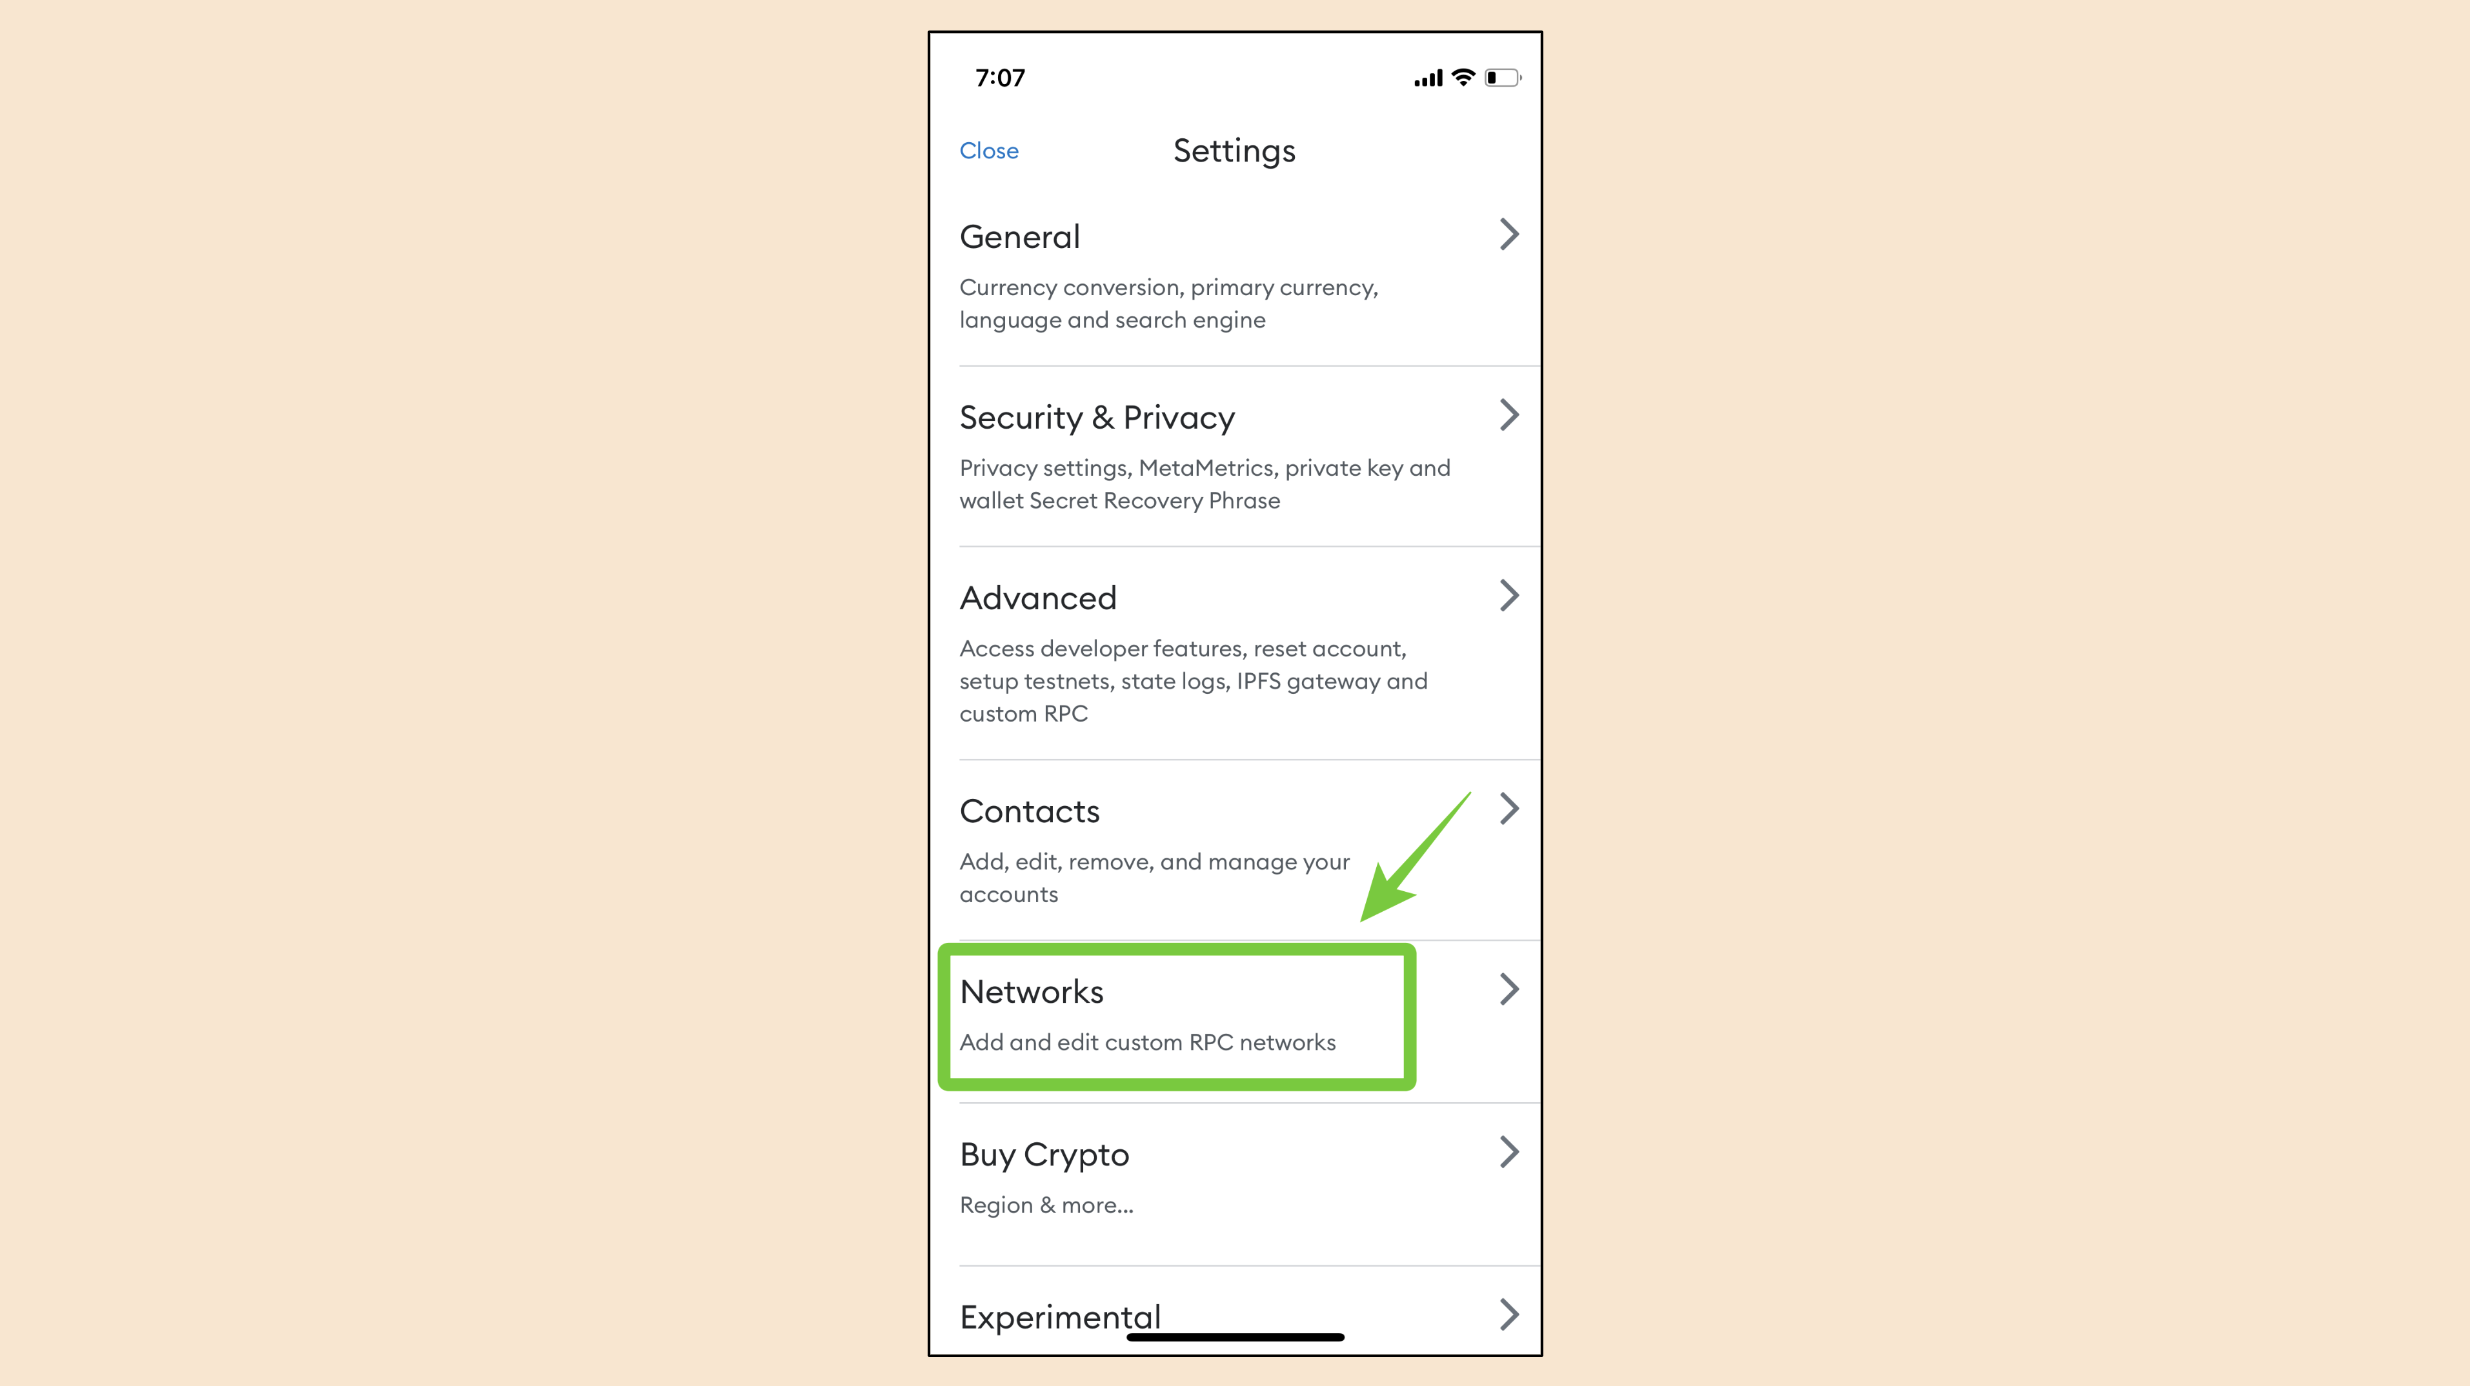 7:07
Close
Settings
General
Currency conversion, primary currency,
language and search engine
Security & Privacy
Privacy settings, MetaMetrics, private key and
wallet Secret Recovery Phrase
Advanced
Access developer features, reset account,
setup testnets, state logs, IPFS gateway and
custom RPC
Contacts
Add, edit, remove, and manage your
accounts
Networks
Add and edit custom RPC networks
Buy Crypto
Region & more...
Experimental